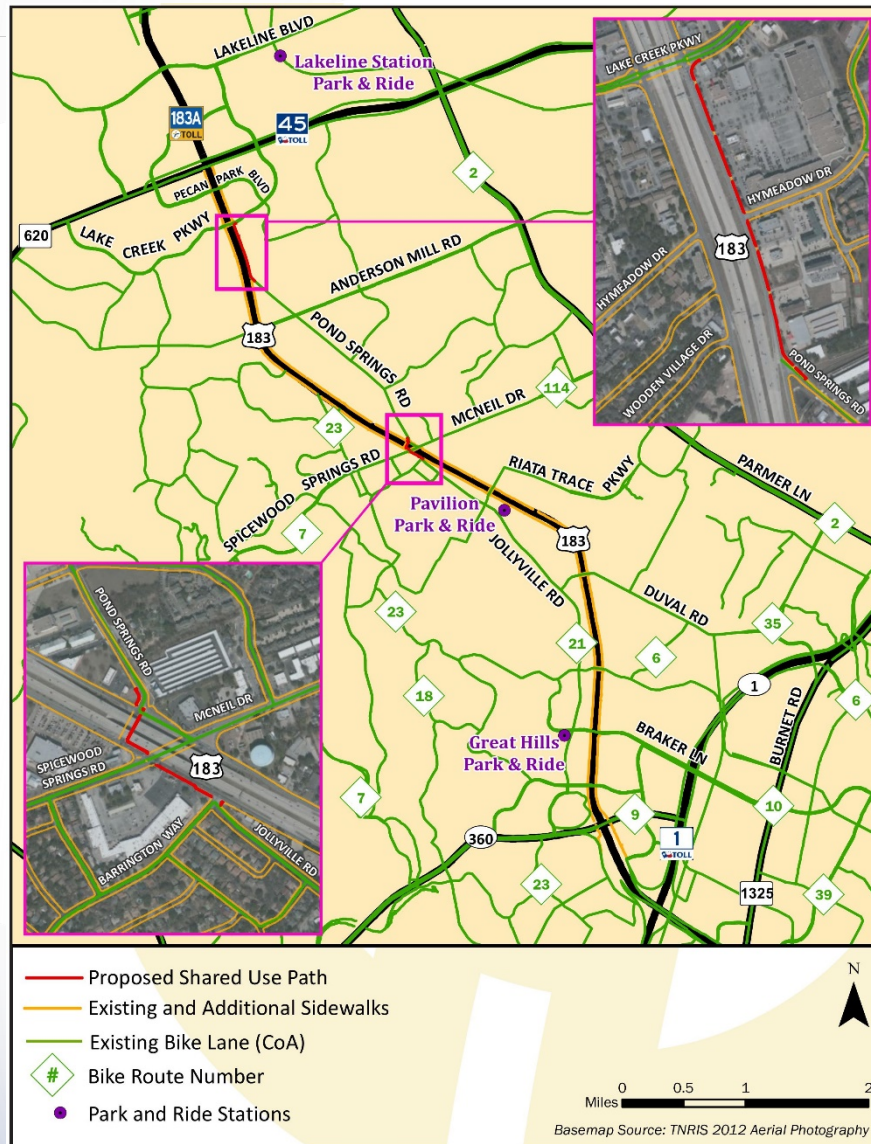 LAKELINE BLVD
Lakeline Station
Park & Ride
183A
TOLL
45
TOLL
2
PECAN PARK BLVD
620
LAKE CREEK PKWY
ANDERSON MILL RD
183
POND SPRINGS RD
114
MCNEIL DR
23
SPICEWOOD SPRINGS RD
RIATA TRACE PKWY
PARMER LN
7
Pavilion
Park & Ride
183
2
JOLLYVILLE RD
DUVAL RD
23
35
21
6
18
1
6
BURNET RD
Great Hills
Park & Ride
BRAKER LN
7
9
10
360
1
TOLL
23
1325
39
LAKE CREEK PKWY
HYMEADOW DR
183
HYMEADOW DR
WOODEN VILLAGE DR
POND SPRINGS RD
POND SPRINGS RD
MCNEIL DR
SPICEWOOD
SPRINGS RD
183
BARRINGTON WAY
JOLLYVILLE RD
Proposed Shared Use Path
Existing and Additional Sidewalks
Existing Bike Lane (CoA)
# Bike Route Number
Park and Ride Stations
N
Miles 0 0.5 1 2
Basemap Source: TNRIS 2012 Aerial Photography